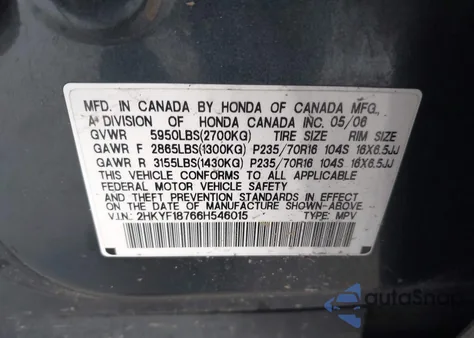 MFD. IN CANADA BY HONDA OF CANADA MFG.,
A DIVISION OF HONDA CANADA INC. 05/06
GVWR 5950LBS(2700KG) TIRE SIZE RIM SIZE
GAWR F 2865LBS(1300KG) P235/70R16 104S 16X6.5JJ
GAWR R 3155LBS(1430KG) P235/70R16 104S 16X6.5JJ
THIS VEHICLE CONFORMS TO ALL APPLICABLE
FEDERAL MOTOR VEHICLE SAFETY
AND THEFT PREVENTION STANDARDS IN EFFECT
ON THE DATE OF MANUFACTURE SHOWN ABOVE.
V.I.N.: 2HKYF18766H546015 TYPE: MPV
autoSnap